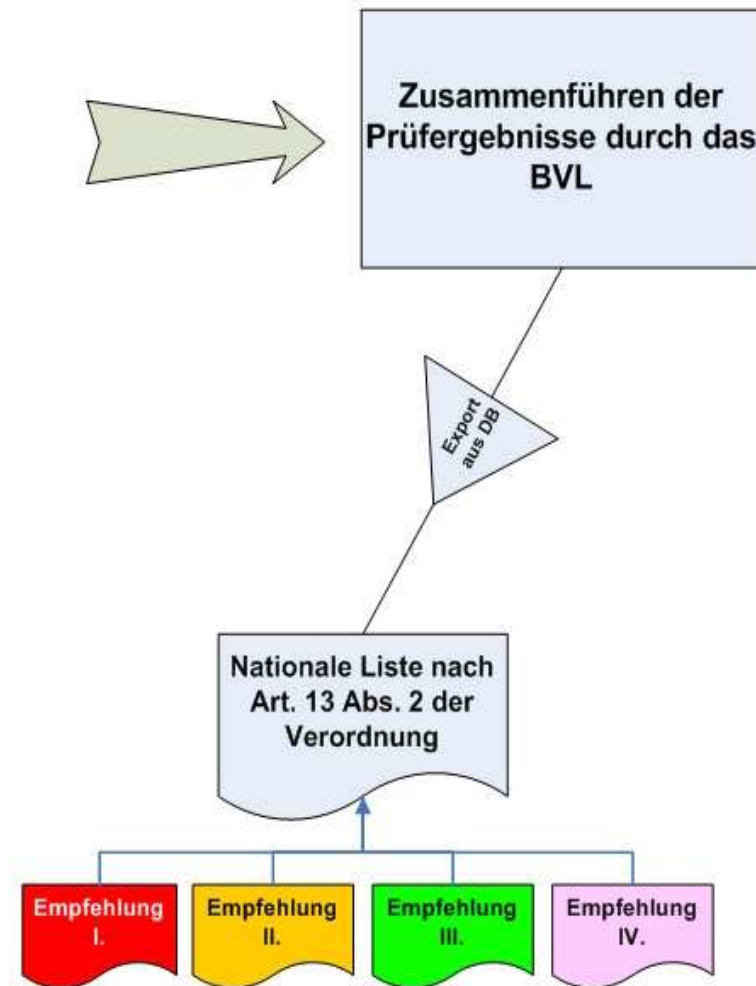 Zusammenführen der
Prüfergebnisse durch das
BVL
Export
aus DB
Nationale Liste nach
Art. 13 Abs. 2 der
Verordnung
Empfehlung
I.
Empfehlung
II.
Empfehlung
III.
Empfehlung
IV.